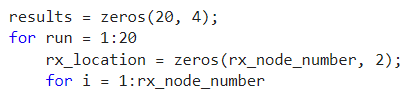 results = zeros(20, 4);
for run = 1:20
    rx_location = zeros(rx_node_number, 2);
    for i = 1:rx_node_number